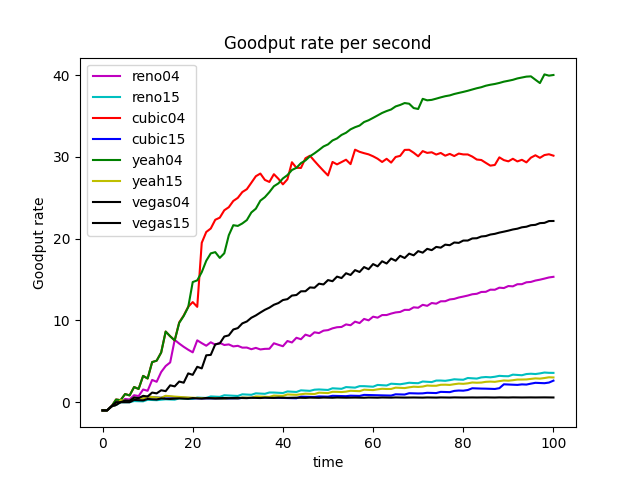 Goodput rate per second
reno04
reno15
cubic04
cubic15
yeah04
yeah15
vegas04
vegas15
Goodput rate
40
30
20
10
0
0 20 40 60 80 100
time